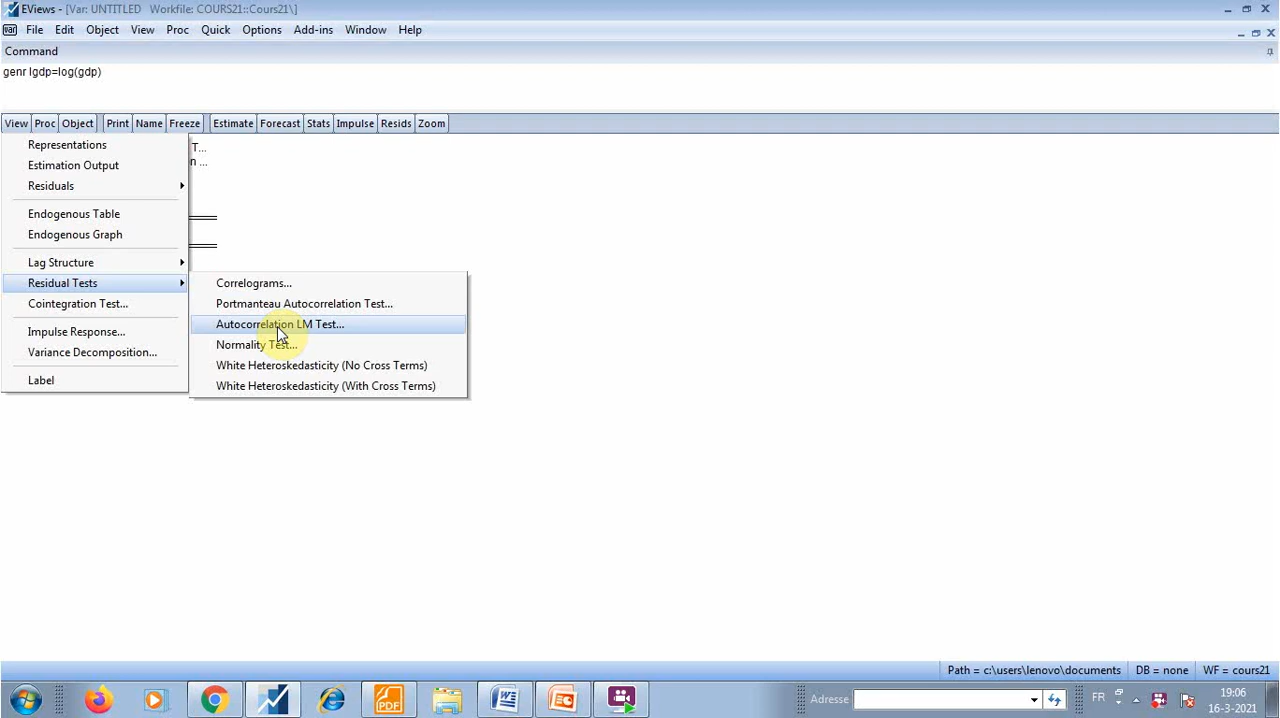 EViews - [Var: UNTITLED   Workfile: COURS21::Cours21\]
File Edit Object View Proc Quick Options Add-ins Window Help
Command
genr lgdp=log(gdp)
View Proc Object Print Name Freeze Estimate Forecast Stats Impulse Resids Zoom
Representations
T...
n ...
Estimation Output
Residuals
Endogenous Table
Endogenous Graph
Lag Structure
Residual Tests
Cointegration Test...
Impulse Response...
Variance Decomposition...
Label
Correlograms...
Portmanteau Autocorrelation Test...
Autocorrelation LM Test...
Normality Test...
White Heteroskedasticity (No Cross Terms)
White Heteroskedasticity (With Cross Terms)
Path = c:\users\lenovo\documents DB = none WF = cours21
Adresse FR 19:06
16-3-2021
PDF